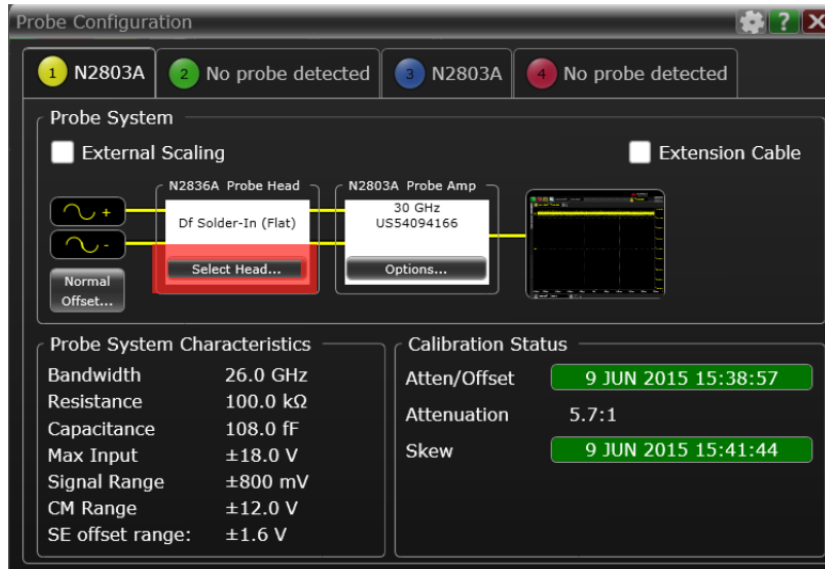 Probe Configuration
?
X
1 N2803A
2 No probe detected
3 N2803A
4 No probe detected
Probe System
External Scaling
Extension Cable
N2836A Probe Head
N2803A Probe Amp
+
Df Solder-In (Flat)
30 GHz
US54094166
-
Select Head...
Options...
Normal
Offset...
Probe System Characteristics
Bandwidth 26.0 GHz
Resistance 100.0 kΩ
Capacitance 108.0 fF
Max Input ±18.0 V
Signal Range ±800 mV
CM Range ±12.0 V
SE offset range: ±1.6 V
Calibration Status
Atten/Offset 9 JUN 2015 15:38:57
Attenuation 5.7:1
Skew 9 JUN 2015 15:41:44